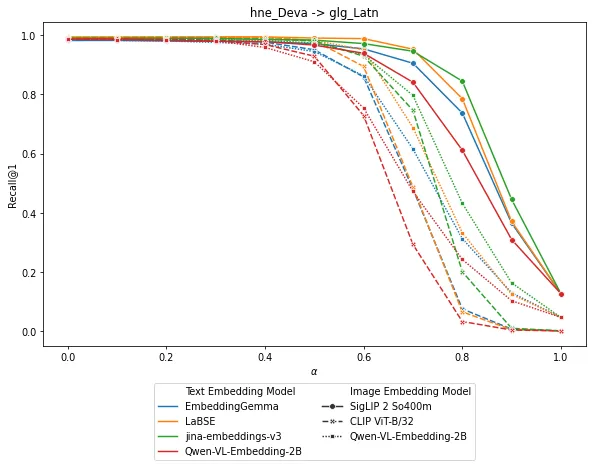 hne_Deva -> glg_Latn
Recall@1
1.0
0.8
0.6
0.4
0.2
0.0
0.0 0.2 0.4 0.6 0.8 1.0
α
Text Embedding Model
EmbeddingGemma
LaBSE
jina-embeddings-v3
Qwen-VL-Embedding-2B
Image Embedding Model
SigLIP 2 So400m
CLIP ViT-B/32
Qwen-VL-Embedding-2B